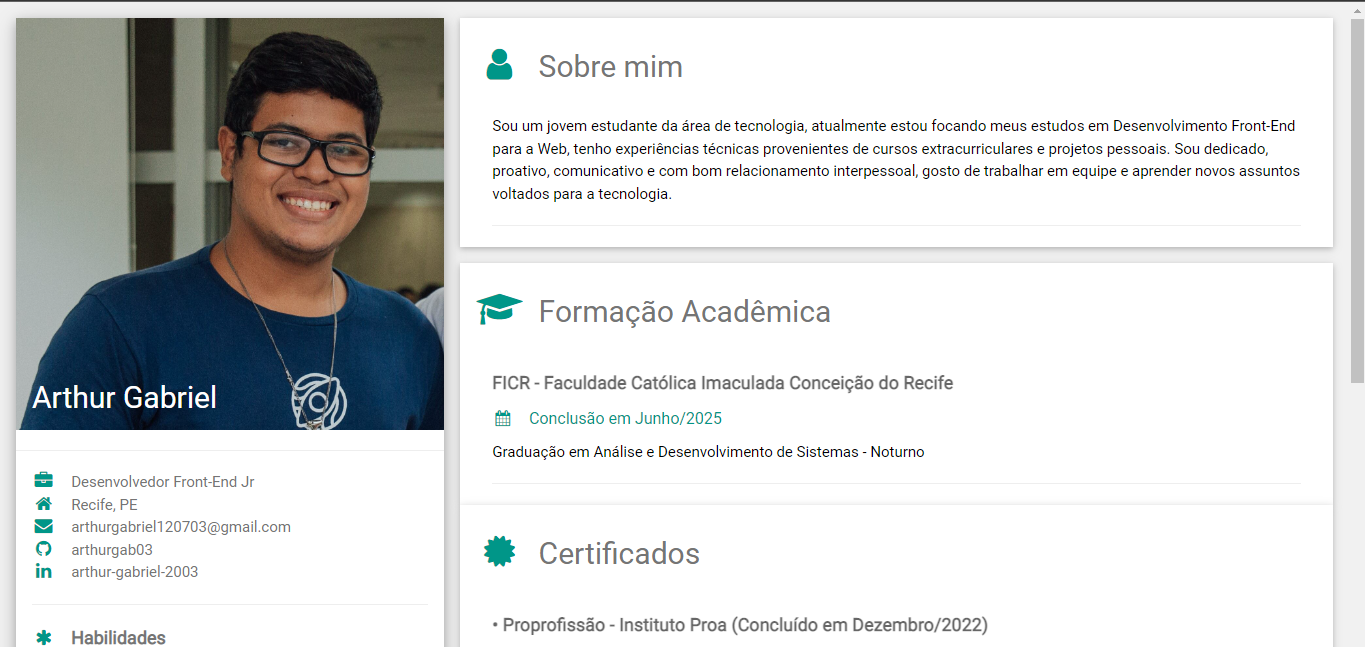 Arthur Gabriel
Desenvolvedor Front-End Jr
Recife, PE
arthurgabriel120703@gmail.com
arthurgab03
arthur-gabriel-2003
Habilidades
Sobre mim
Sou um jovem estudante da área de tecnologia, atualmente estou focando meus estudos em Desenvolvimento Front-End
para a Web, tenho experiências técnicas provenientes de cursos extracurriculares e projetos pessoais. Sou dedicado,
proativo, comunicativo e com bom relacionamento interpessoal, gosto de trabalhar em equipe e aprender novos assuntos
voltados para a tecnologia.
Formação Acadêmica
FICR - Faculdade Católica Imaculada Conceição do Recife
Conclusão em Junho/2025
Graduação em Análise e Desenvolvimento de Sistemas - Noturno
Certificados
• Proprofissão - Instituto Proa (Concluído em Dezembro/2022)